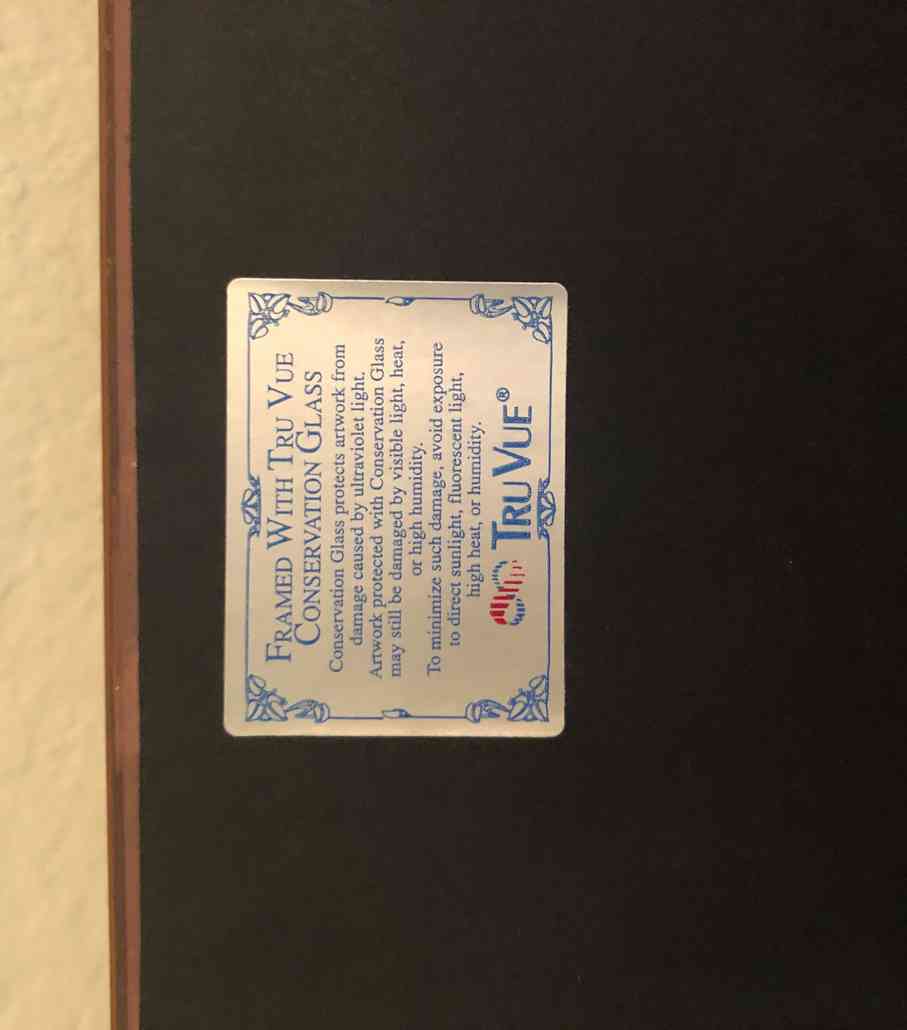 FRAMED WITH TRU VUE
CONSERVATION GLASS
Conservation Glass protects artwork from
damage caused by ultraviolet light.
Artwork protected with Conservation Glass
may still be damaged by visible light, heat,
or high humidity.
To minimize such damage, avoid exposure
to direct sunlight, fluorescent light,
high heat, or humidity.
TRU VUE®